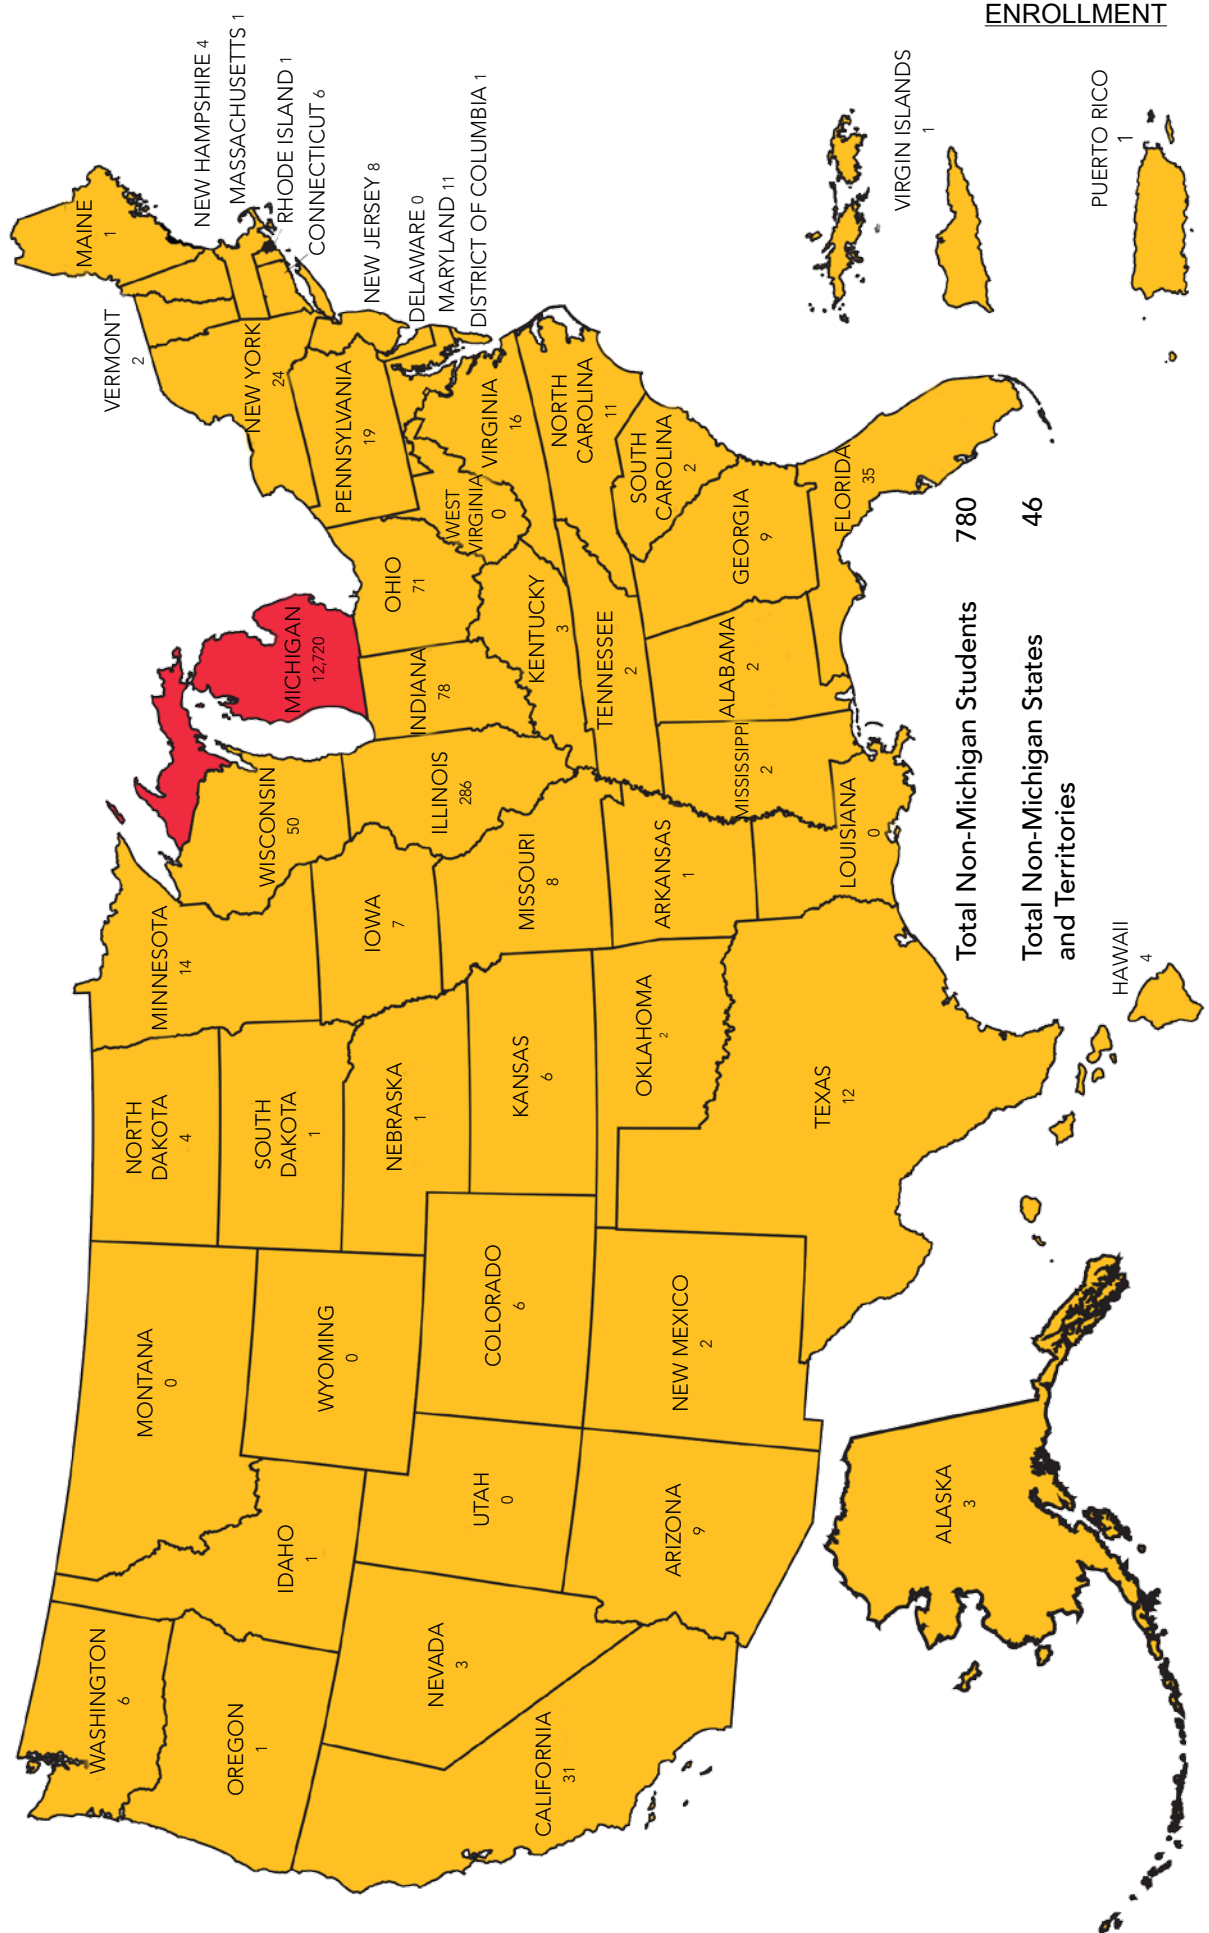 ENROLLMENT
WASHINGTON
6
OREGON
1
CALIFORNIA
31
NEVADA
3
IDAHO
1
MONTANA
0
WYOMING
0
UTAH
0
ARIZONA
9
COLORADO
6
NEW MEXICO
2
NORTH
DAKOTA
4
SOUTH
DAKOTA
1
NEBRASKA
1
KANSAS
6
OKLAHOMA
2
TEXAS
12
MINNESOTA
14
IOWA
7
MISSOURI
8
ARKANSAS
1
LOUISIANA
0
WISCONSIN
50
ILLINOIS
286
MICHIGAN
12,720
INDIANA
78
OHIO
71
KENTUCKY
3
TENNESSEE
2
MISSISSIPPI
2
ALABAMA
2
GEORGIA
9
FLORIDA
35
SOUTH
CAROLINA
2
NORTH
CAROLINA
11
VIRGINIA
16
WEST
VIRGINIA
0
PENNSYLVANIA
19
NEW YORK
24
VERMONT
2
MAINE
1
NEW HAMPSHIRE 4
MASSACHUSETTS 1
RHODE ISLAND 1
CONNECTICUT 6
NEW JERSEY 8
DELAWARE 0
MARYLAND 11
DISTRICT OF COLUMBIA 1
ALASKA
3
HAWAII
4
VIRGIN ISLANDS
1
PUERTO RICO
1
Total Non-Michigan Students 780
Total Non-Michigan States 46
and Territories